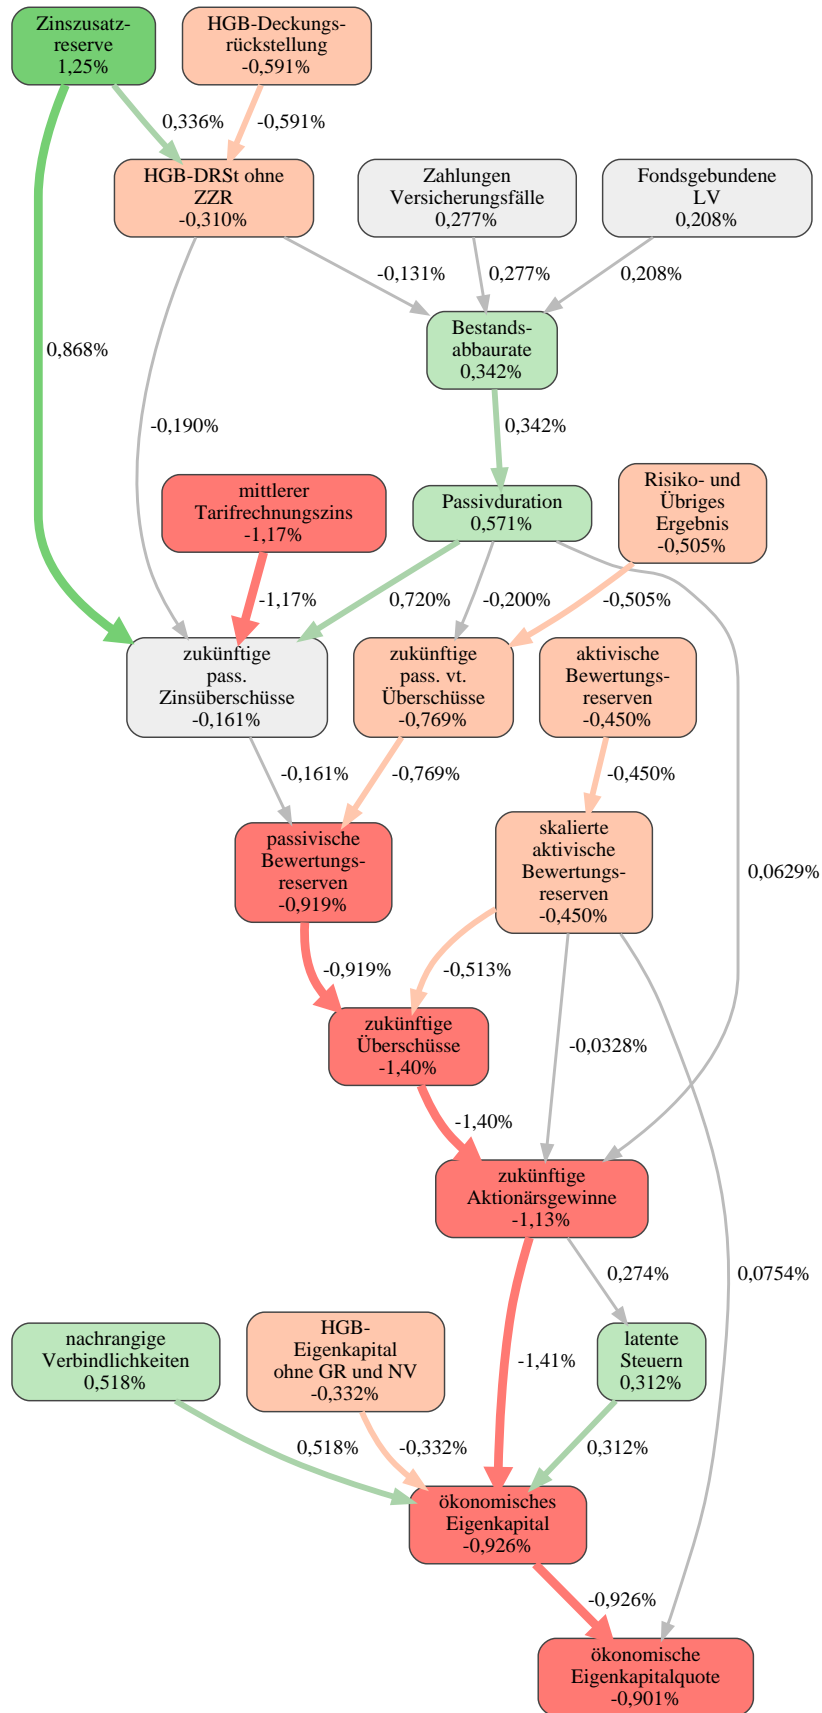 Zinszusatz-
reserve
1,25%
HGB-Deckungs-
rückstellung
-0,591%
0,336%
-0,591%
HGB-DRSt ohne
ZZR
-0,310%
Zahlungen
Versicherungsfälle
0,277%
Fondsgebundene
LV
0,208%
-0,131%
0,277%
0,208%
Bestands-
abbaurate
0,342%
0,868%
-0,190%
0,342%
mittlerer
Tarifrechnungszins
-1,17%
Passivduration
0,571%
Risiko- und
Übriges
Ergebnis
-0,505%
-1,17%
0,720%
-0,200%
-0,505%
zukünftige
pass.
Zinsüberschüsse
-0,161%
zukünftige
pass. vt.
Überschüsse
-0,769%
aktivische
Bewertungs-
reserven
-0,450%
-0,161%
-0,769%
-0,450%
passivische
Bewertungs-
reserven
-0,919%
skalierte
aktivische
Bewertungs-
reserven
-0,450%
0,0629%
-0,919%
-0,513%
zukünftige
Überschüsse
-1,40%
-0,0328%
-1,40%
zukünftige
Aktionärsgewinne
-1,13%
0,274%
0,0754%
nachrangige
Verbindlichkeiten
0,518%
HGB-
Eigenkapital
ohne GR und NV
-0,332%
-1,41%
latente
Steuern
0,312%
0,518%
-0,332%
0,312%
ökonomisches
Eigenkapital
-0,926%
-0,926%
ökonomische
Eigenkapitalquote
-0,901%